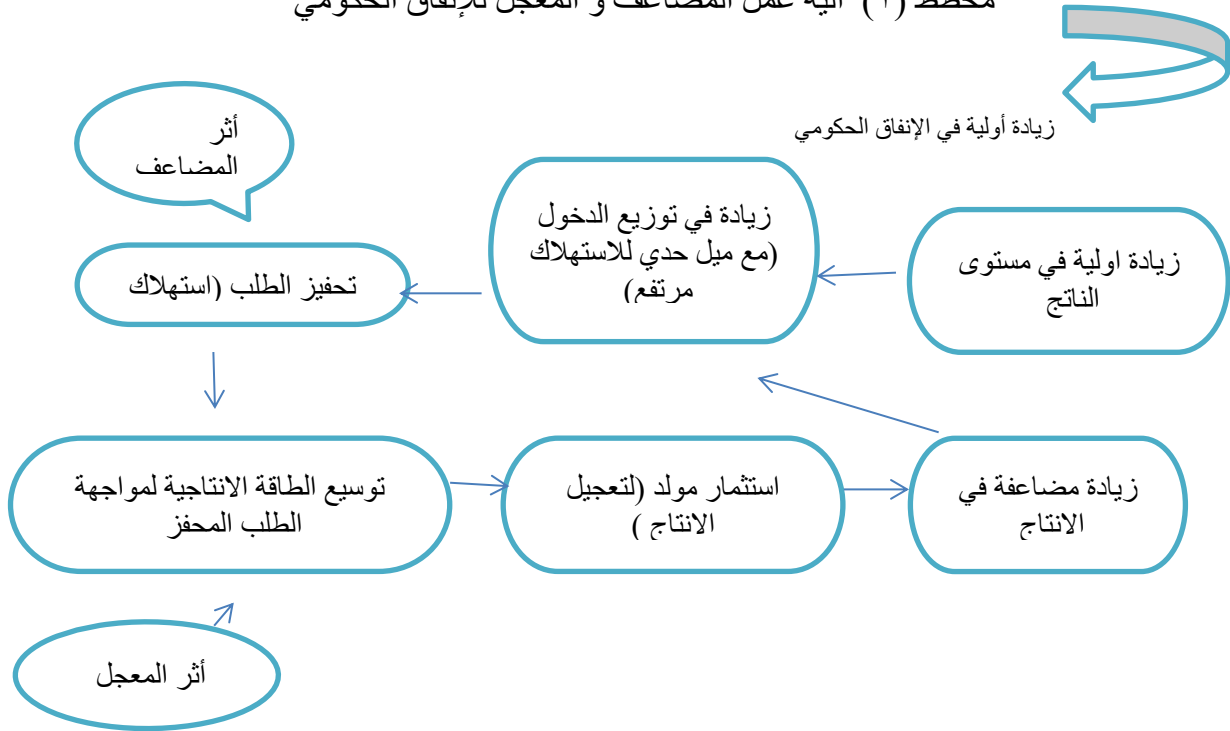 مخطط (١) آلية عمل المضاعف و المعجل للإنفاق الحكومي
زيادة أولية في الإنفاق الحكومي
أثر
المضاعف
زيادة اولية في مستوى
الناتج
زيادة في توزيع الدخول
(مع ميل حدي للاستهلاك
مرتفع)
تحفيز الطلب (استهلاك
توسيع الطاقة الانتاجية لمواجهة
الطلب المحفز
استثمار مولد (لتعجيل
الانتاج )
زيادة مضاعفة في
الانتاج
أثر المعجل